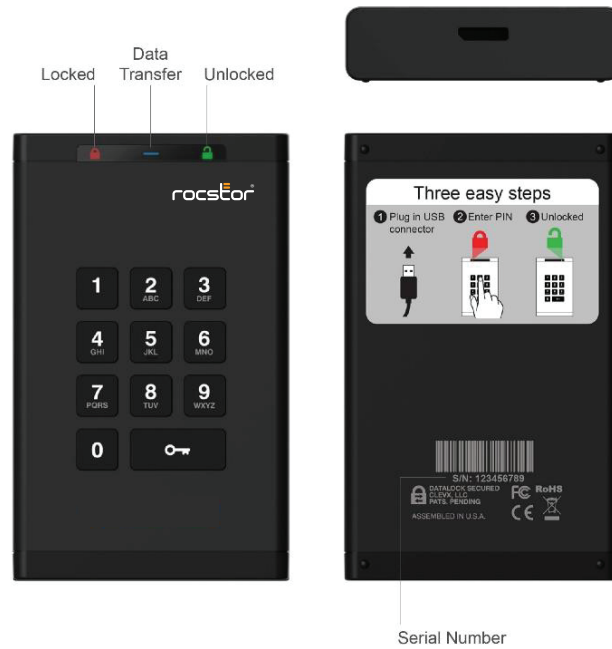 Locked
Data
Transfer
Unlocked
rocstor
1
2
ABC
3
DEF
4
GHI
5
JKL
6
MNO
7
PQRS
8
TUV
9
WXYZ
0
Three easy steps
1 Plug in USB
connector
2 Enter PIN
3 Unlocked
S/N: 123456789
DATALOCK SECURED
CLEVX, LLC
PATS. PENDING
FC RoHS
ASSEMBLED IN U.S.A.
CE
Serial Number